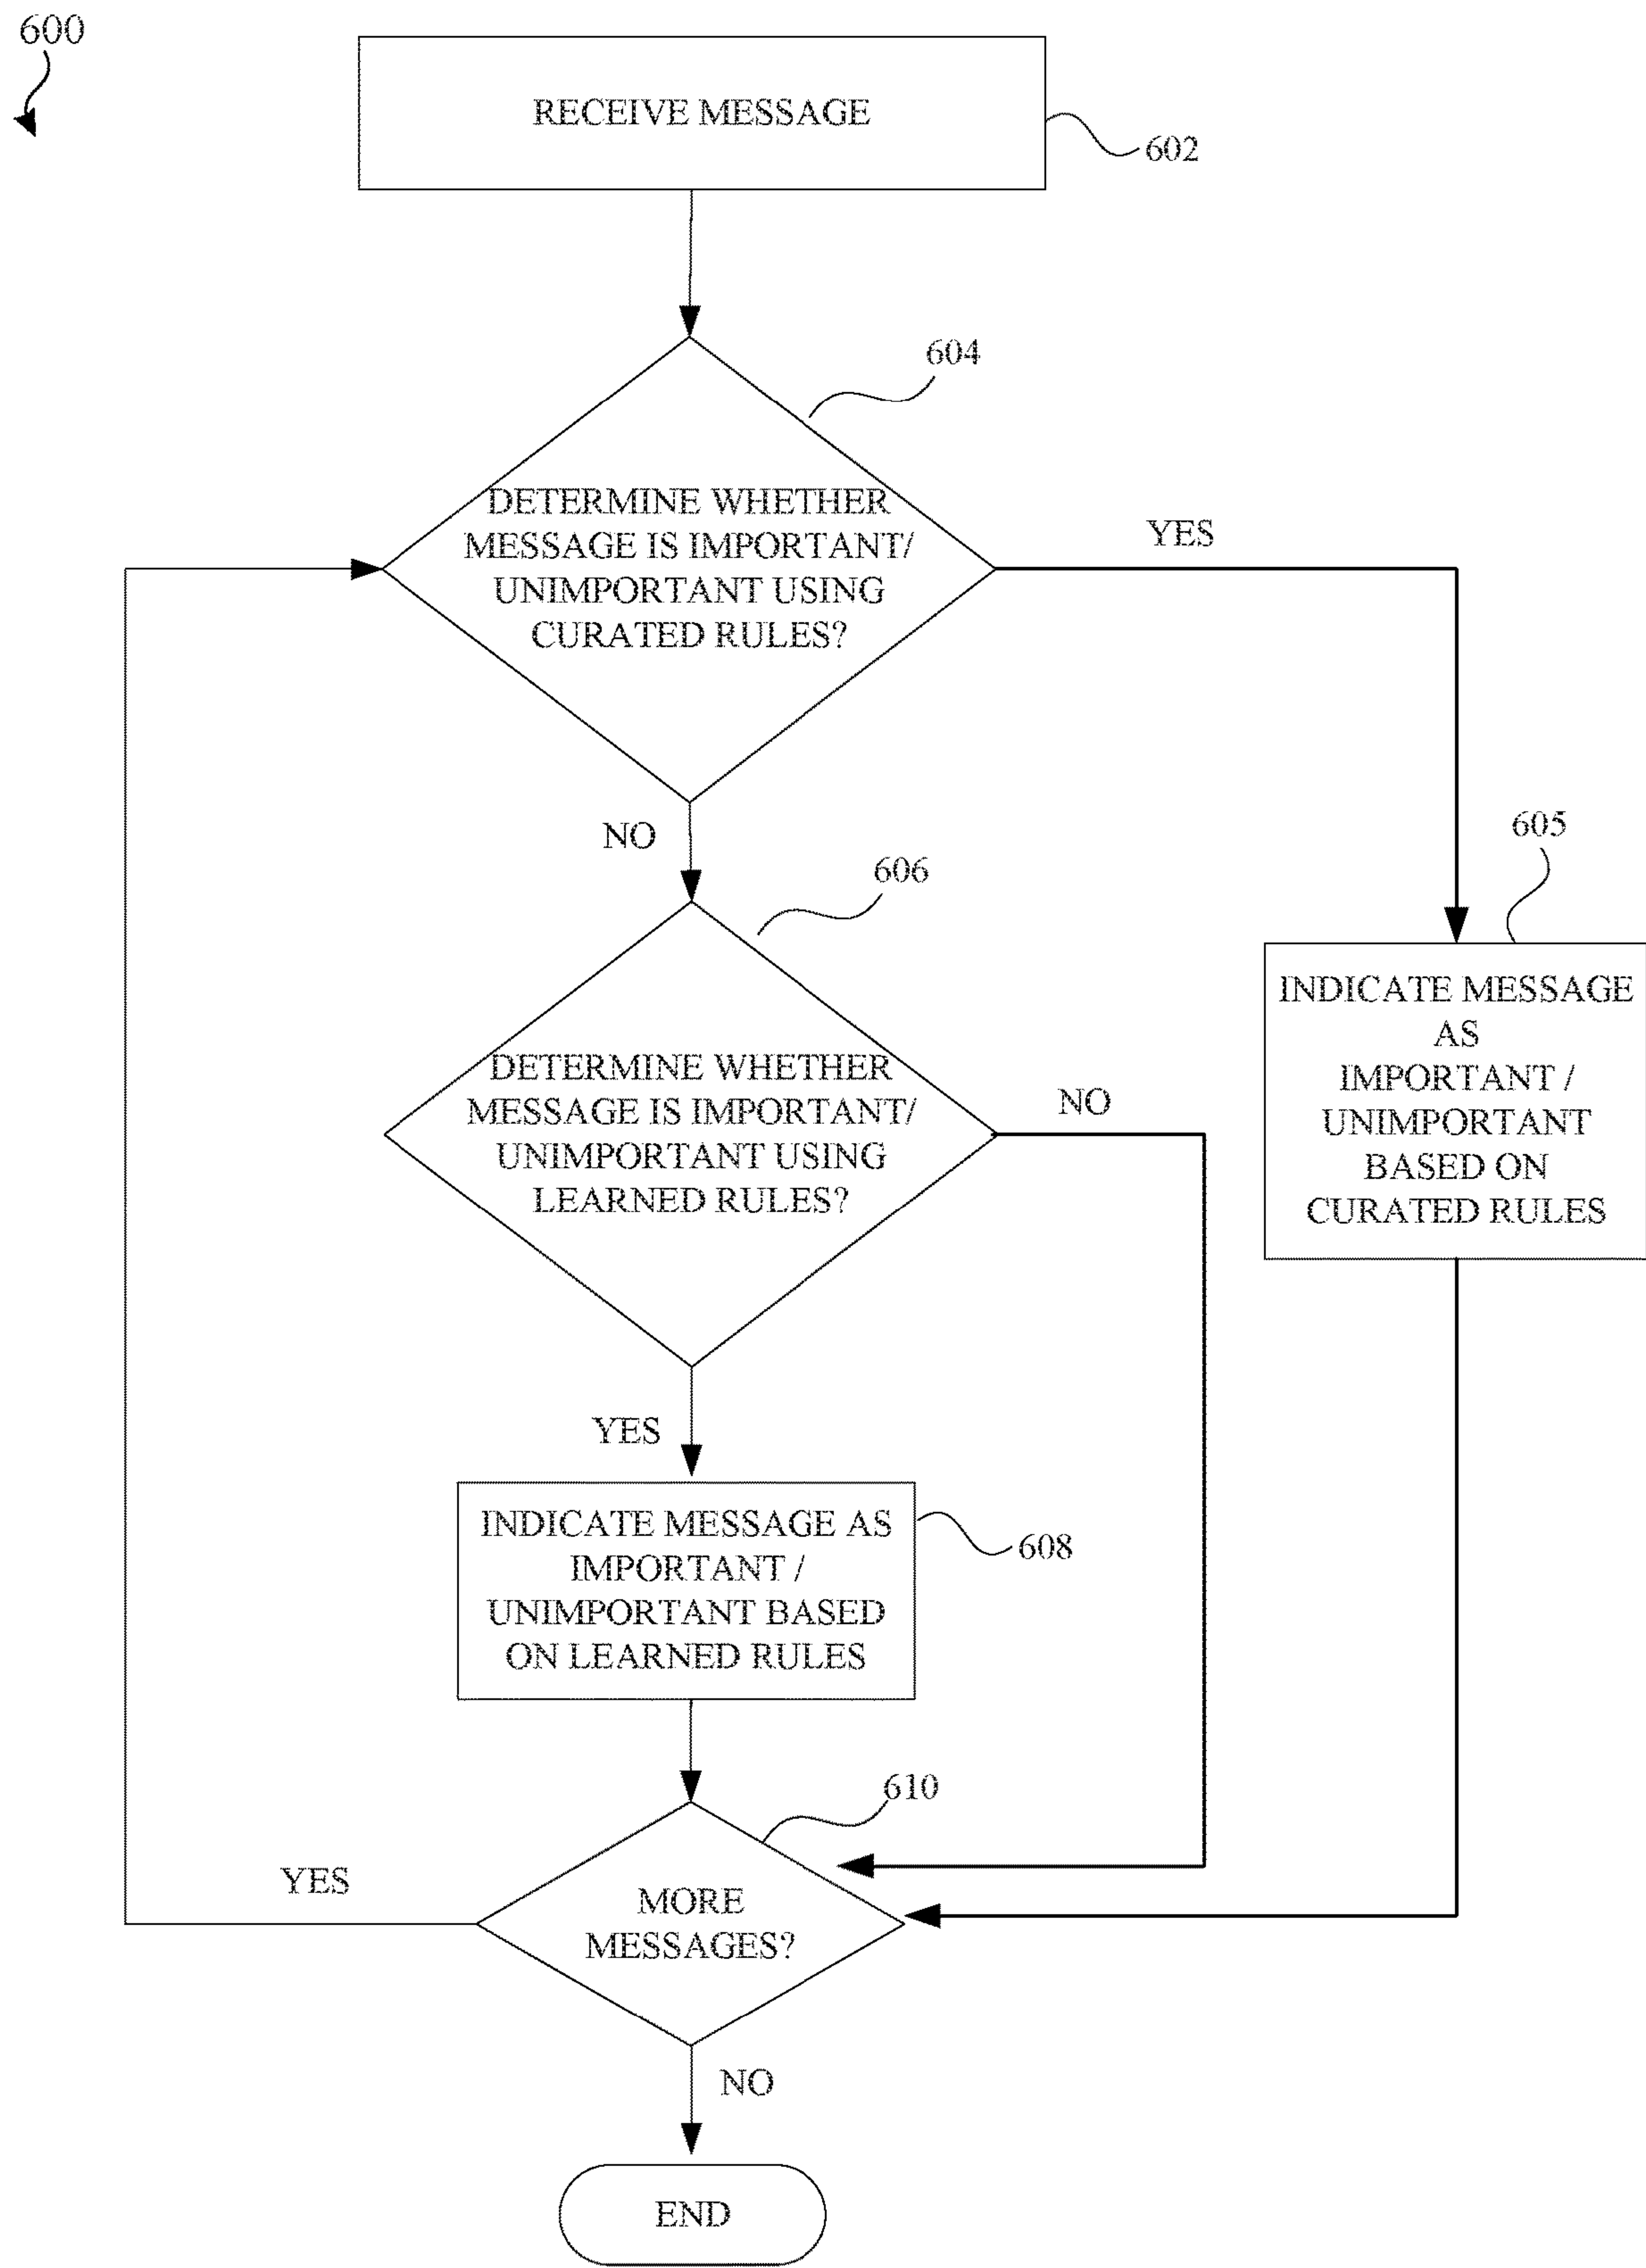 600
RECEIVE MESSAGE
602
604
DETERMINE WHETHER
MESSAGE IS IMPORTANT/
UNIMPORTANT USING
CURATED RULES?
YES
NO
605
606
INDICATE MESSAGE
AS
IMPORTANT /
UNIMPORTANT
BASED ON
CURATED RULES
DETERMINE WHETHER
MESSAGE IS IMPORTANT/
UNIMPORTANT USING
LEARNED RULES?
NO
YES
INDICATE MESSAGE AS
IMPORTANT /
UNIMPORTANT BASED
ON LEARNED RULES
608
610
YES
MORE
MESSAGES?
NO
END